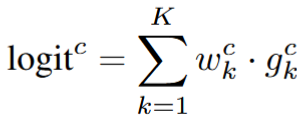 logit^c = \sum_{k=1}^{K} w_k^c \cdot g_k^c